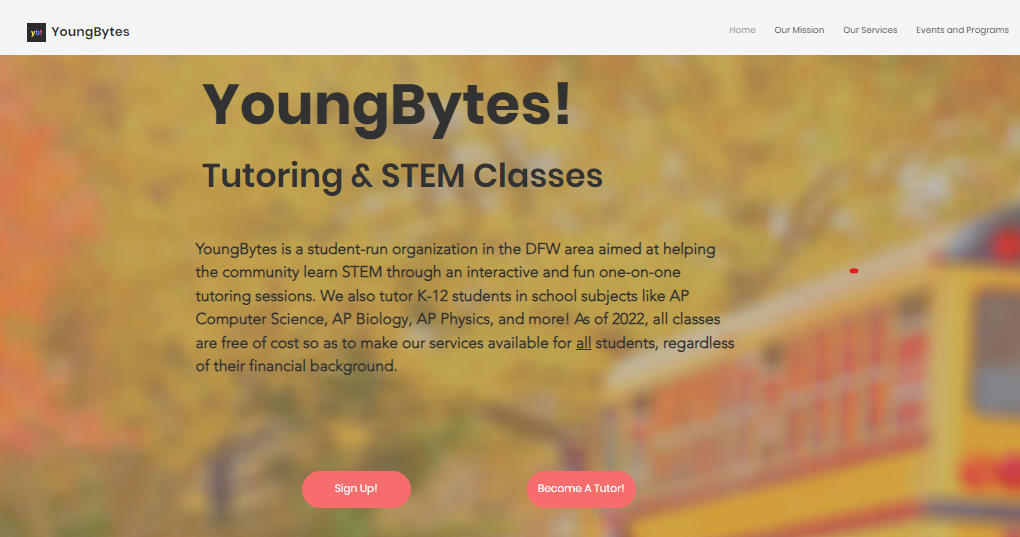 yb! YoungBytes
Home Our Mission Our Services Events and Programs
YoungBytes!
Tutoring & STEM Classes
YoungBytes is a student-run organization in the DFW area aimed at helping
the community learn STEM through an interactive and fun one-on-one
tutoring sessions. We also tutor K-12 students in school subjects like AP
Computer Science, AP Biology, AP Physics, and more! As of 2022, all classes
are free of cost so as to make our services available for all students, regardless
of their financial background.
Sign Up! Become A Tutor!